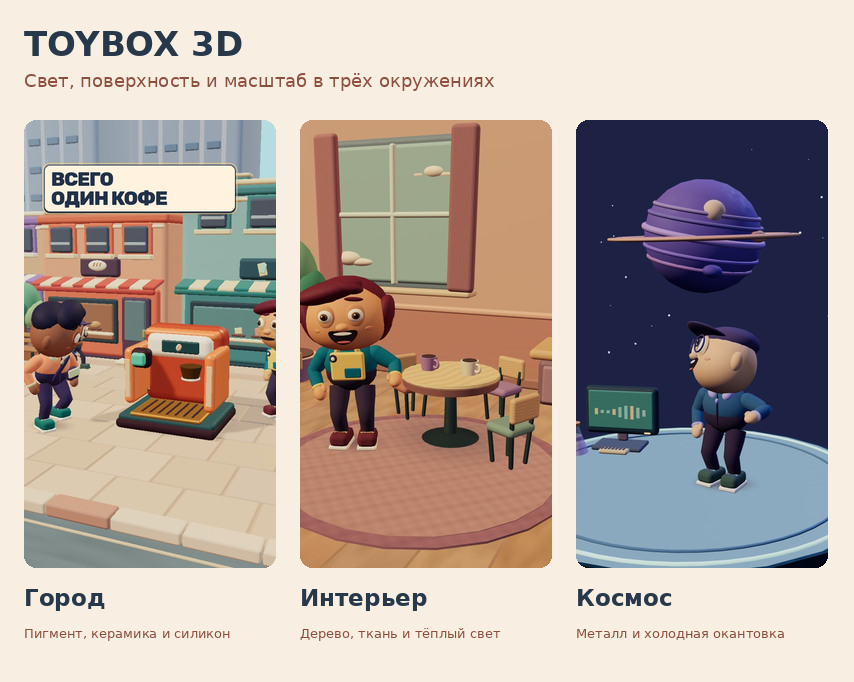 TOYBOX 3D
Свет, поверхность и масштаб в трёх окружениях
ВСЕГО
ОДИН КОФЕ
Город
Интерьер
Космос
Пигмент, керамика и силикон
Дерево, ткань и тёплый свет
Металл и холодная окантовка